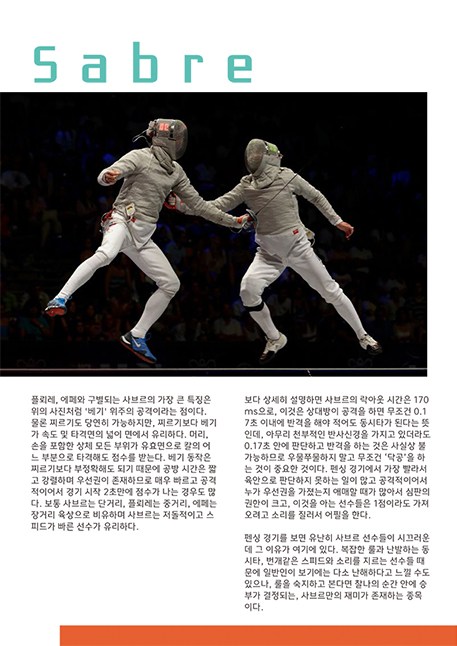 Sabre
플뢰레, 에페와 구별되는 사브르의 가장 큰 특징은
위의 사진처럼 '베기' 위주의 공격이라는 점이다.
물론 찌르기도 당연히 가능하지만, 찌르기보다 베기
가 속도 및 타격면의 넓이 면에서 유리하다. 머리,
손을 포함한 상체 모든 부위가 유효면으로 칼의 어
느 부분으로 타격해도 점수를 받는다. 베기 동작은
찌르기보다 부정확해도 되기 때문에 공방 시간은 짧
고 강렬하며 우선권이 존재하므로 매우 빠르고 공격
적이어서 경기 시작 2초만에 점수가 나는 경우도 많
다. 보통 사브르는 단거리, 플뢰레는 중거리, 에페는
장거리 육상으로 비유하며 사브르는 저돌적이고 스
피드가 빠른 선수가 유리하다.
보다 상세히 설명하면 사브르의 락아웃 시간은 170
ms으로, 이것은 상대방이 공격을 하면 무조건 0.1
7초 이내에 반격을 해야 적어도 동시타가 된다는 뜻
인데, 아무리 천부적인 반사신경을 가지고 있더라도
0.17초 안에 판단하고 반격을 하는 것은 사실상 불
가능하므로 우물쭈물하지 말고 무조건 '닥공'을 하
는 것이 중요한 것이다. 펜싱 경기에서 가장 빨라서
육안으로 판단하지 못하는 일이 많고 공격적이어서
누가 우선권을 가졌는지 애매할 때가 많아서 심판의
권한이 크고, 이것을 아는 선수들은 1점이라도 가져
오려고 소리를 질러서 어필을 한다.
펜싱 경기를 보면 유난히 사브르 선수들이 시끄러운
데 그 이유가 여기에 있다. 복잡한 룰과 난발하는 동
시타, 번개같은 스피드와 소리를 지르는 선수들 때
문에 일반인이 보기에는 다소 난해하다고 느낄 수도
있으나, 룰을 숙지하고 본다면 찰나의 순간 안에 승
부가 결정되는, 사브르만의 재미가 존재하는 종목
이다.